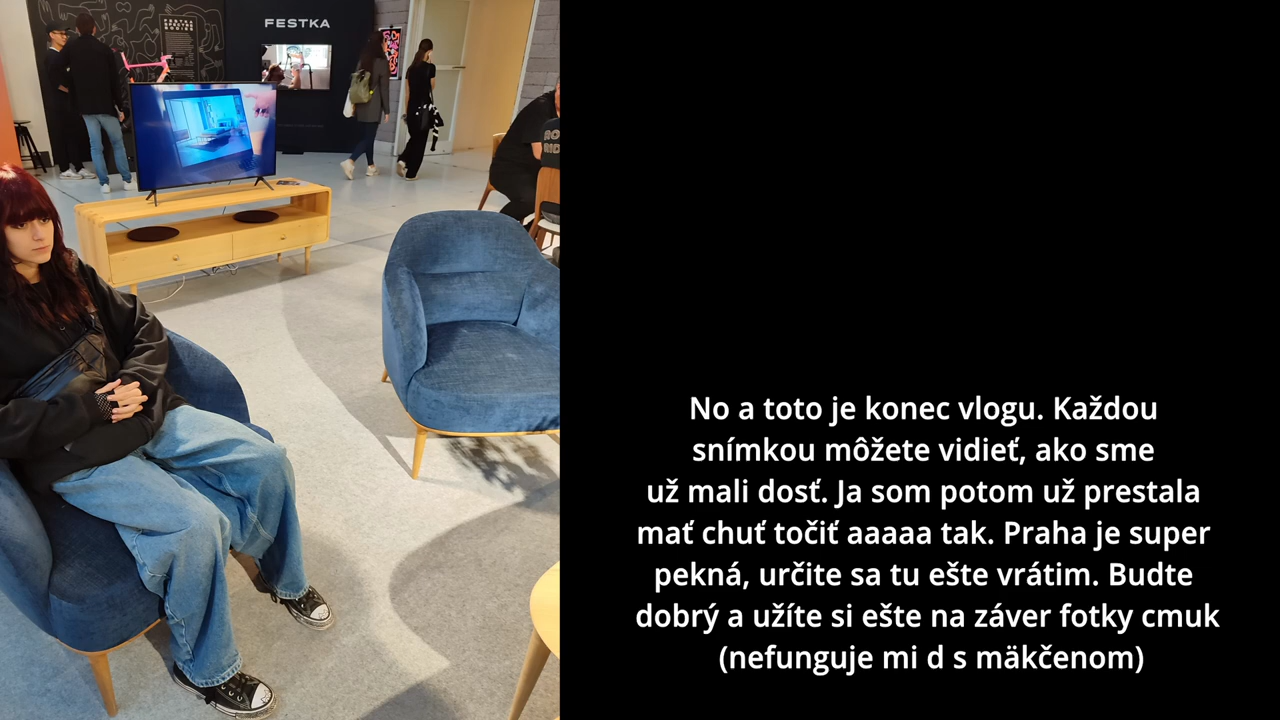 FESTKA
No a toto je konec vlogu. Každou
snímkou môžete vidieť, ako sme
už mali dosť. Ja som potom už prestala
mať chuť točiť aaaaa tak. Praha je super
pekná, určite sa tu ešte vrátim. Budte
dobrý a užíte si ešte na záver fotky cmuk
(nefunguje mi d s mäkčenom)